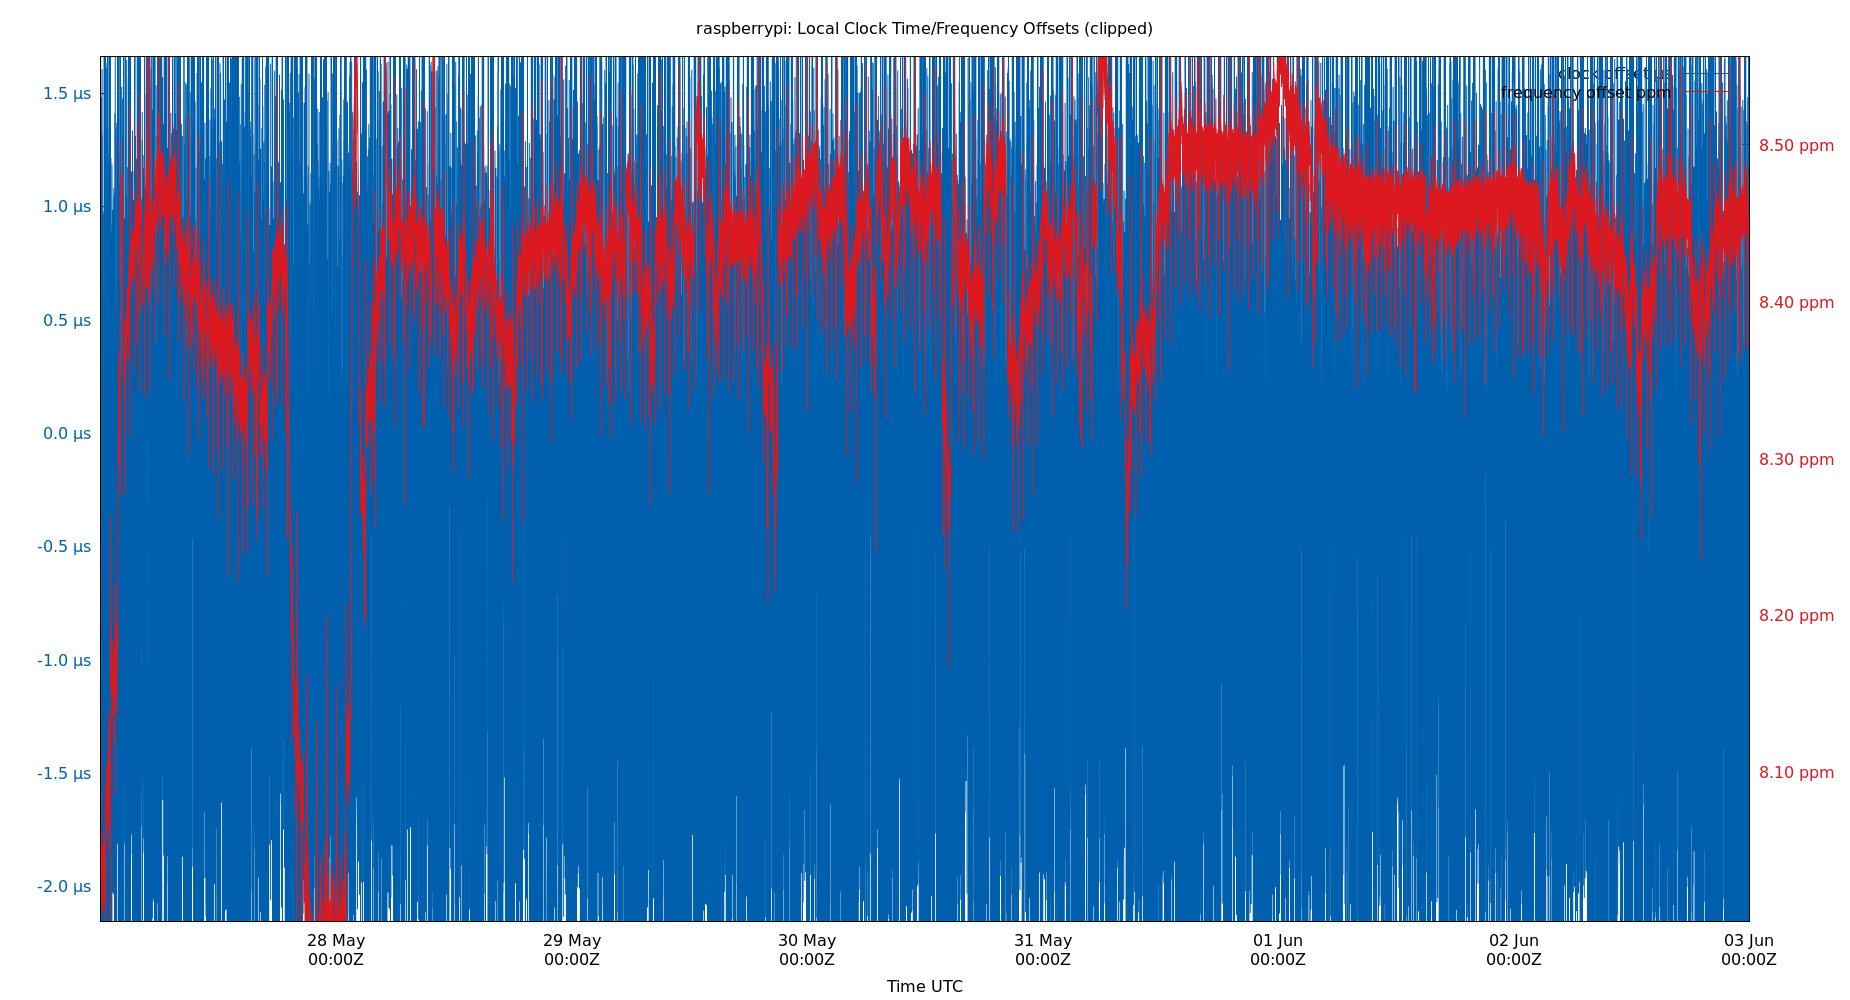 raspberrypi: Local Clock Time/Frequency Offsets (clipped)
clock offset µs
frequency offset ppm
1.5 µs
1.0 µs
0.5 µs
0.0 µs
-0.5 µs
-1.0 µs
-1.5 µs
-2.0 µs
8.50 ppm
8.40 ppm
8.30 ppm
8.20 ppm
8.10 ppm
28 May
00:00Z
29 May
00:00Z
30 May
00:00Z
31 May
00:00Z
01 Jun
00:00Z
02 Jun
00:00Z
03 Jun
00:00Z
Time UTC